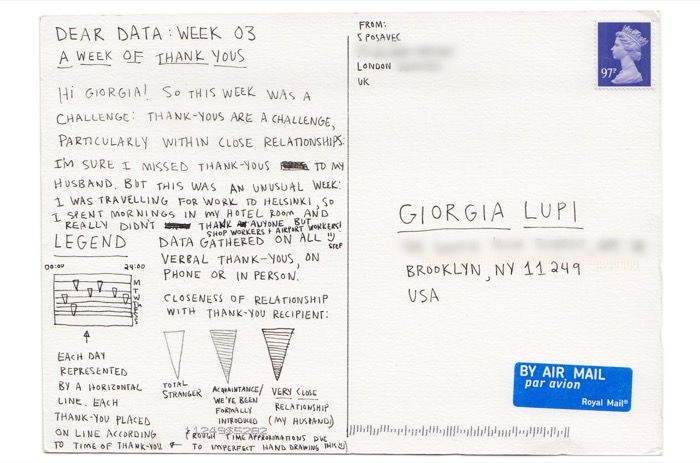 DEAR DATA: WEEK 03
A WEEK OF THANK YOUS
HI GIORGIA! SO THIS WEEK WAS A
CHALLENGE: THANK-YOUS ARE A CHALLENGE,
PARTICULARLY WITHIN CLOSE RELATIONSHIPS:
I'M SURE I MISSED THANK-YOUS TO MY
HUSBAND. BUT THIS WAS AN UNUSUAL WEEK:
I WAS TRAVELLING FOR WORK TO HELSINKI, SO
I SPENT MORNINGS IN MY HOTEL ROOM AND
REALLY DIDN'T THANK ANYONE BUT
SHOP WORKERS + AIRPORT WORKERS!
LEGEND
00:00 24:00
M
T
W
T
F
S
S
EACH DAY
REPRESENTED
BY A HORIZONTAL
LINE. EACH
THANK-YOU PLACED
ON LINE ACCORDING
TO TIME OF THANK-YOU
DATA GATHERED ON ALL
VERBAL THANK-YOUS, ON
PHONE OR IN PERSON.
CLOSENESS OF RELATIONSHIP
WITH THANK-YOU RECIPIENT:
TOTAL
STRANGER
ACQUAINTANCE/
WE'VE BEEN
FORMALLY
INTRODUCED
VERY CLOSE
RELATIONSHIP
(MY HUSBAND)
(ROUGH TIME APPROXIMATIONS DUE
TO IMPERFECT HAND DRAWING
FROM:
S POSAVEC
LONDON
UK
97P
GIORGIA LUPI
BROOKLYN, NY 11249
USA
BY AIR MAIL
par avion
Royal Mail®